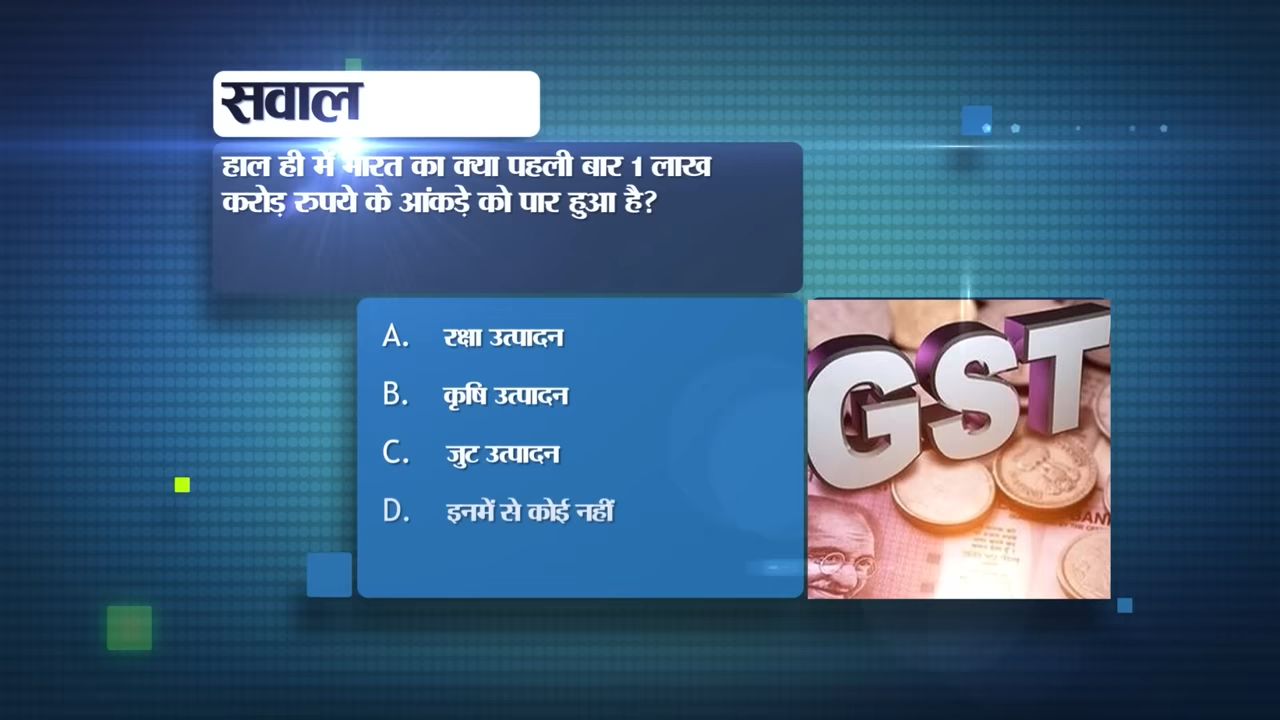 सवाल
हाल ही में भारत का क्या पहली बार 1 लाख
करोड़ रुपये के आंकड़े को पार हुआ है?
A. रक्षा उत्पादन
B. कृषि उत्पादन
C. जुट उत्पादन
D. इनमें से कोई नहीं
GST